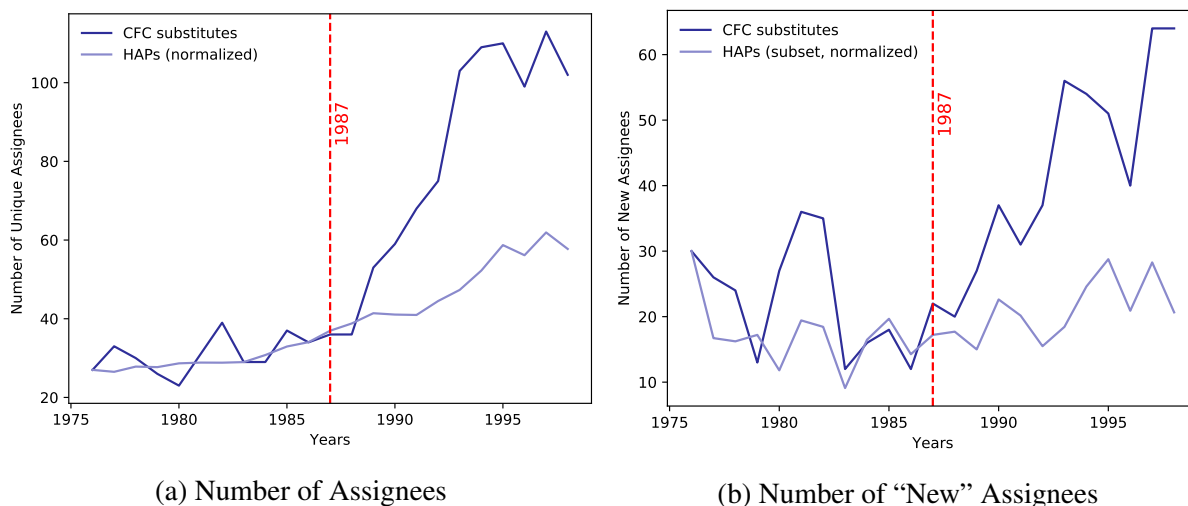 CFC substitutes
HAPs (normalized)
1987
Number of Unique Assignees
100
80
60
40
20
1975
1980
1985
1990
1995
Years
(a) Number of Assignees
CFC substitutes
HAPs (subset, normalized)
1987
Number of New Assignees
60
50
40
30
20
10
1975
1980
1985
1990
1995
Years
(b) Number of “New” Assignees